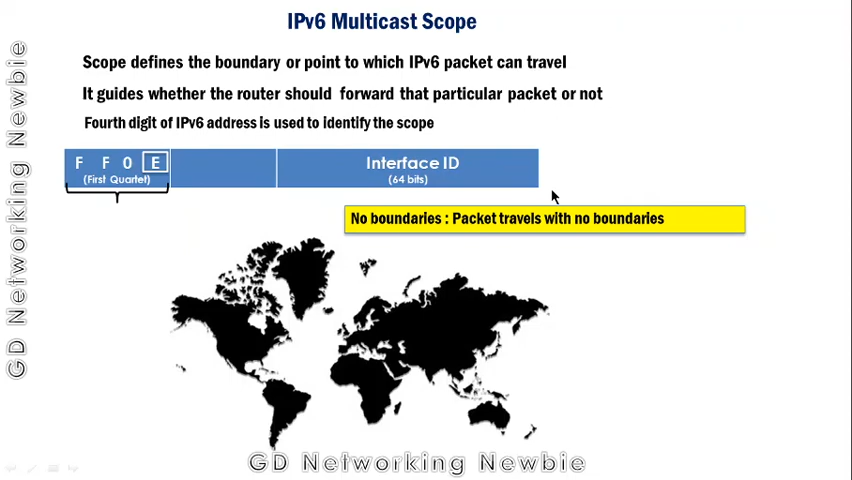 IPv6 Multicast Scope
Scope defines the boundary or point to which IPv6 packet can travel
It guides whether the router should forward that particular packet or not
Fourth digit of IPv6 address is used to identify the scope
F F 0 E
(First Quartet)
Interface ID
(64 bits)
No boundaries : Packet travels with no boundaries
GD Networking Newbie
GD Networking Newbie